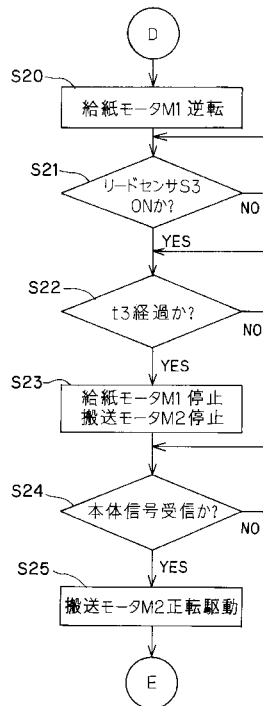 D
S20
給紙モータM1 逆転
S21
リードセンサS3
ONか?
NO
YES
S22
t3経過か?
NO
YES
S23
給紙モータM1 停止
搬送モータM2 停止
S24
本体信号受信か?
NO
YES
S25
搬送モータM2正転駆動
E